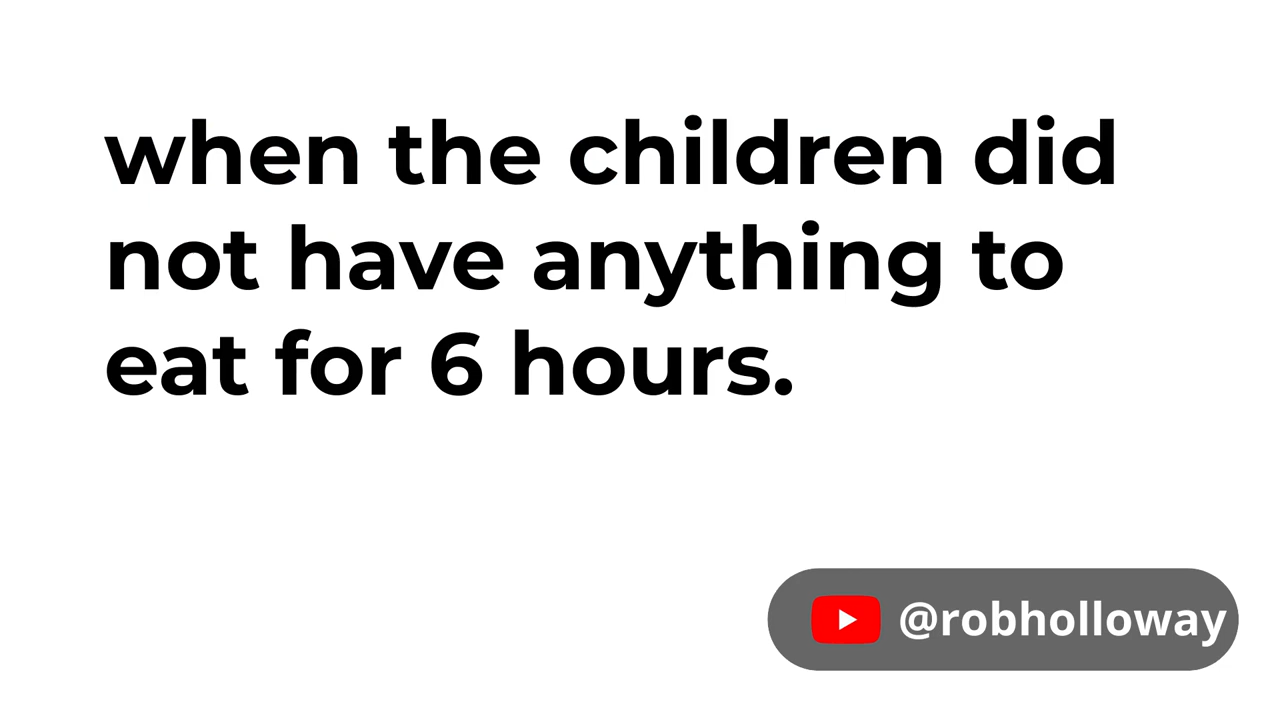 when the children did
not have anything to
eat for 6 hours.
@robholloway